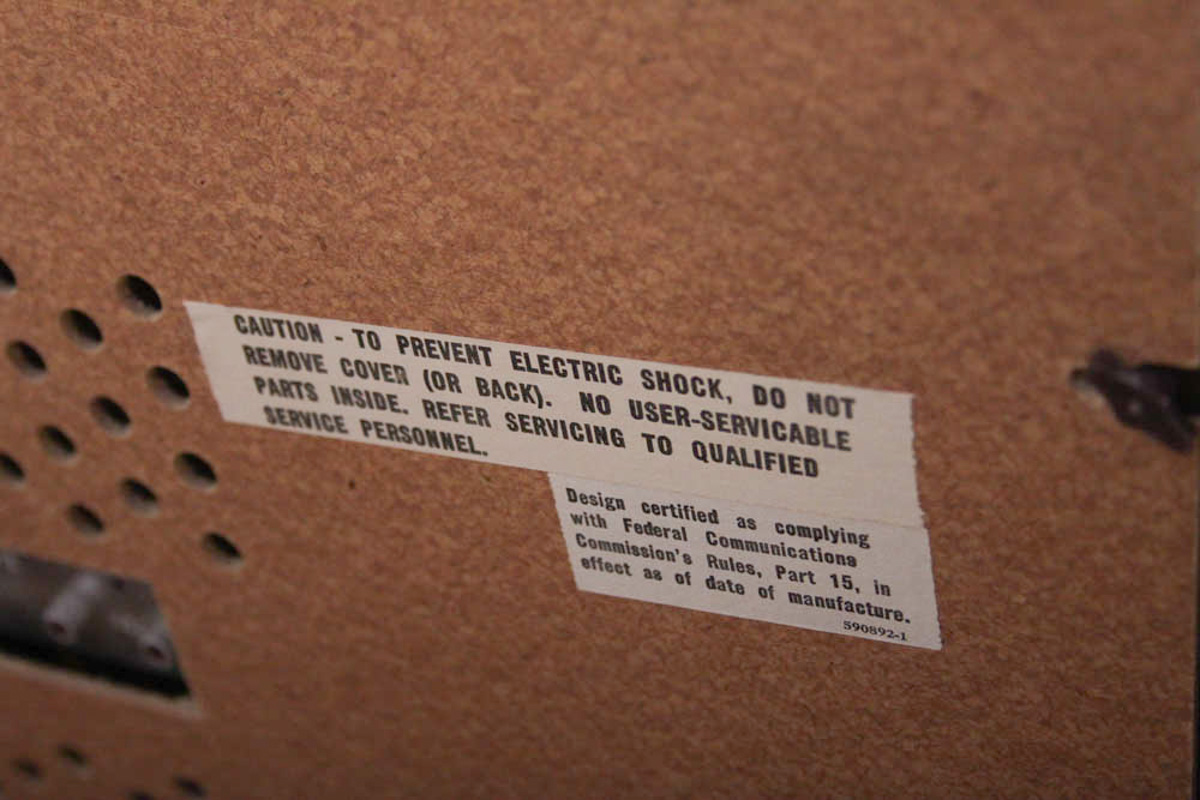 CAUTION - TO PREVENT ELECTRIC SHOCK, DO NOT
REMOVE COVER (OR BACK). NO USER-SERVICABLE
PARTS INSIDE. REFER SERVICING TO QUALIFIED
SERVICE PERSONNEL.
Design certified as complying
with Federal Communications
Commission's Rules, Part 15, in
effect as of date of manufacture.
590892-1